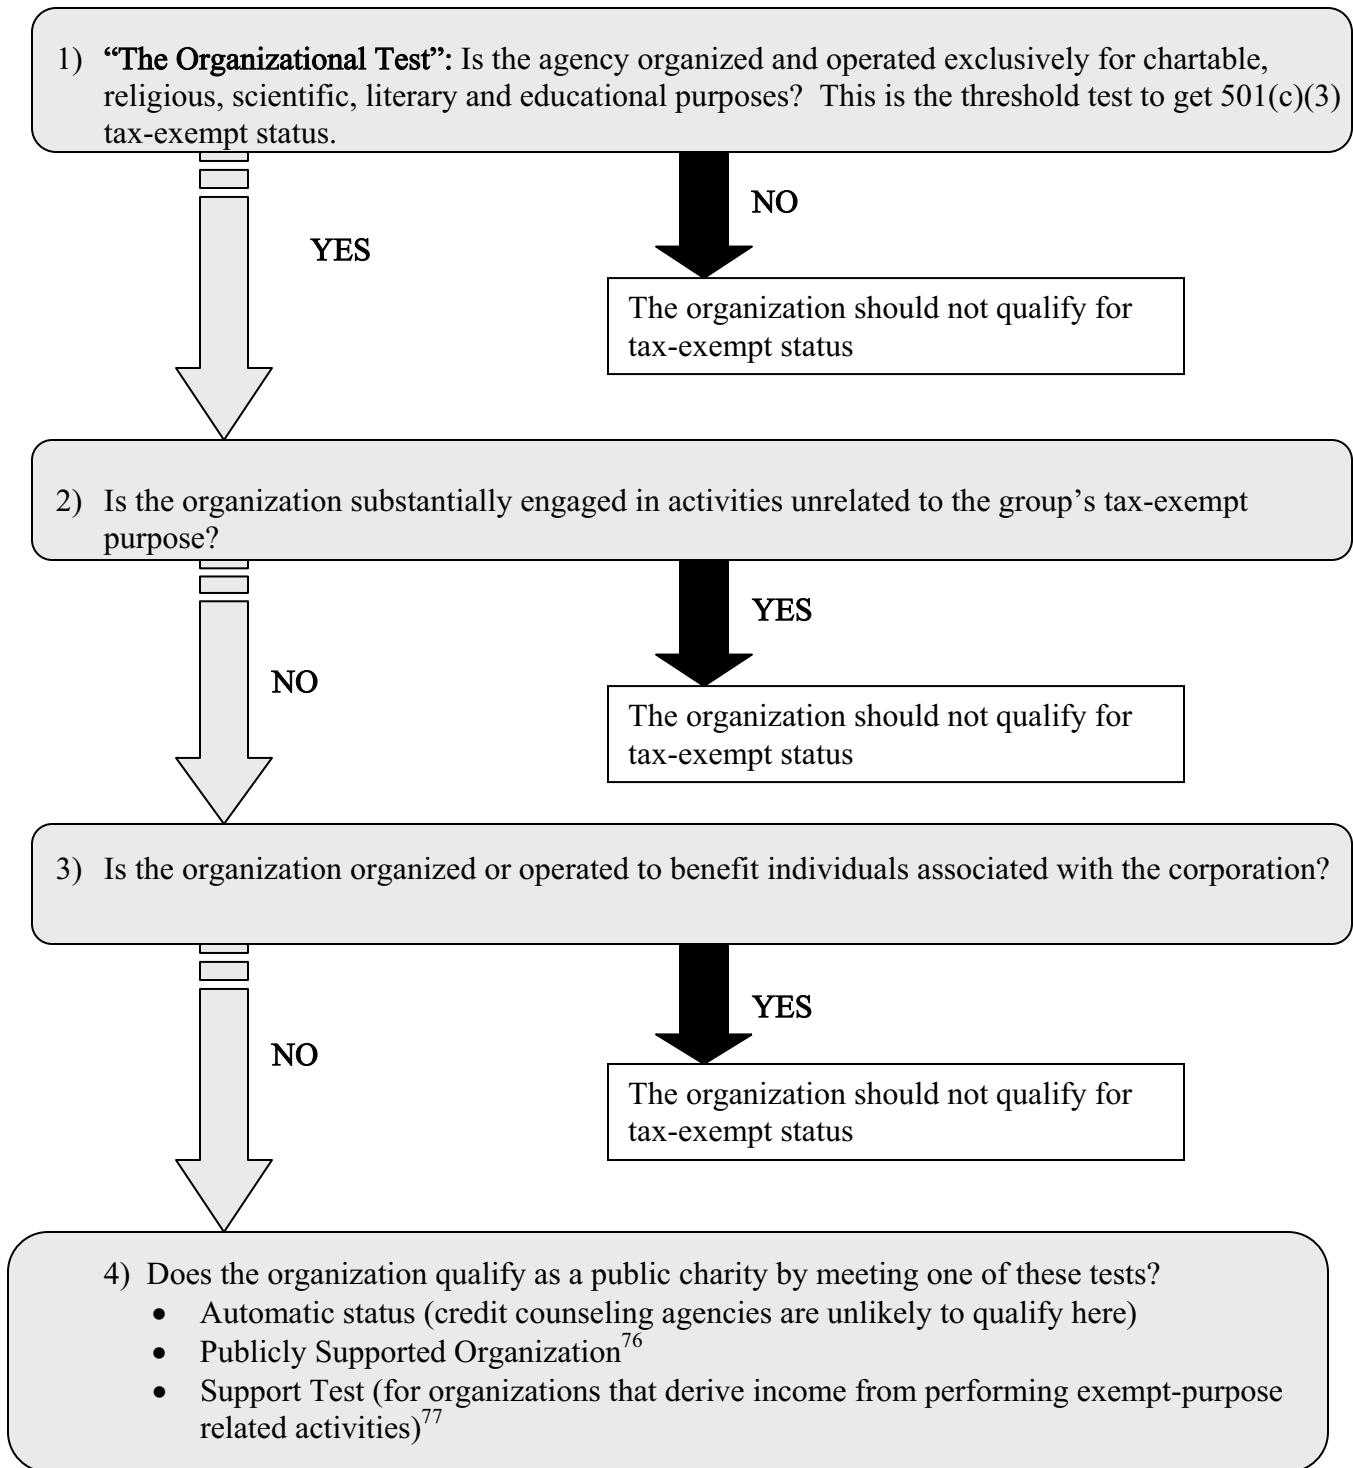 1) “The Organizational Test”: Is the agency organized and operated exclusively for chartable,
religious, scientific, literary and educational purposes? This is the threshold test to get 501(c)(3)
tax-exempt status.
NO
YES
The organization should not qualify for
tax-exempt status
2) Is the organization substantially engaged in activities unrelated to the group’s tax-exempt
purpose?
YES
NO
The organization should not qualify for
tax-exempt status
3) Is the organization organized or operated to benefit individuals associated with the corporation?
YES
NO
The organization should not qualify for
tax-exempt status
4) Does the organization qualify as a public charity by meeting one of these tests?
• Automatic status (credit counseling agencies are unlikely to qualify here)
• Publicly Supported Organization76
• Support Test (for organizations that derive income from performing exempt-purpose
related activities)77